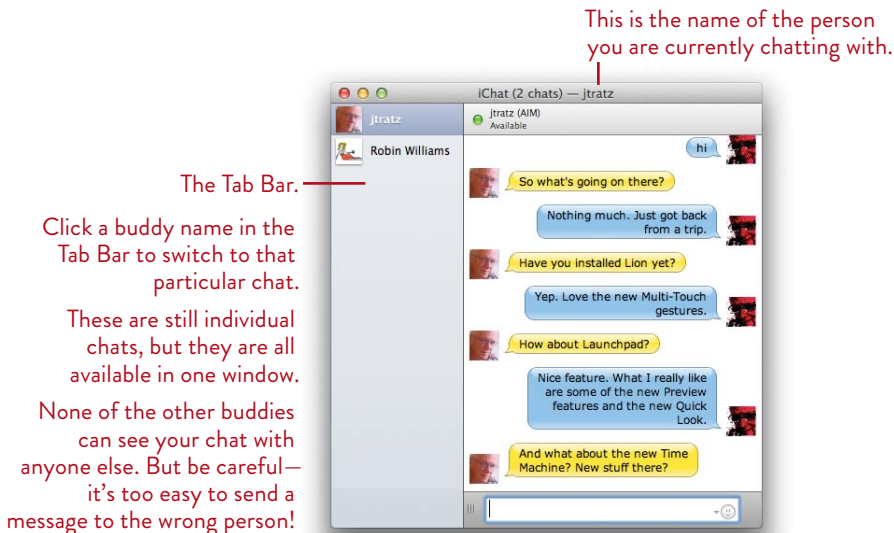 This is the name of the person
you are currently chatting with.
iChat (2 chats) — jtratz
jtratz
Robin Williams
jtratz (AIM)
Available
hi
So what's going on there?
Nothing much. Just got back
from a trip.
Have you installed Lion yet?
Yep. Love the new Multi-Touch
gestures.
How about Launchpad?
Nice feature. What I really like
are some of the new Preview
features and the new Quick
Look.
And what about the new Time
Machine? New stuff there?
The Tab Bar.
Click a buddy name in the
Tab Bar to switch to that
particular chat.
These are still individual
chats, but they are all
available in one window.
None of the other buddies
can see your chat with
anyone else. But be careful—
it's too easy to send a
message to the wrong person!